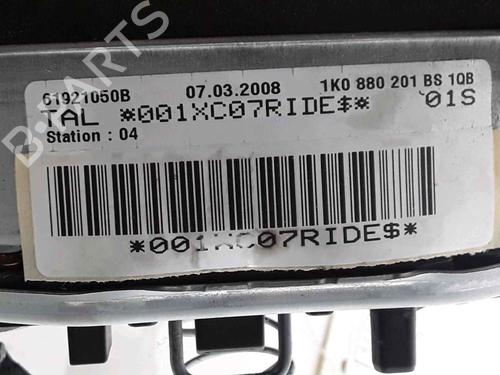 61921050B 07.03.2008 1K0 880 201 BS 1QB
TAL *001XC07RIDE$* 01S
Station : 04
*001XC07RIDE$*
B-PARTS